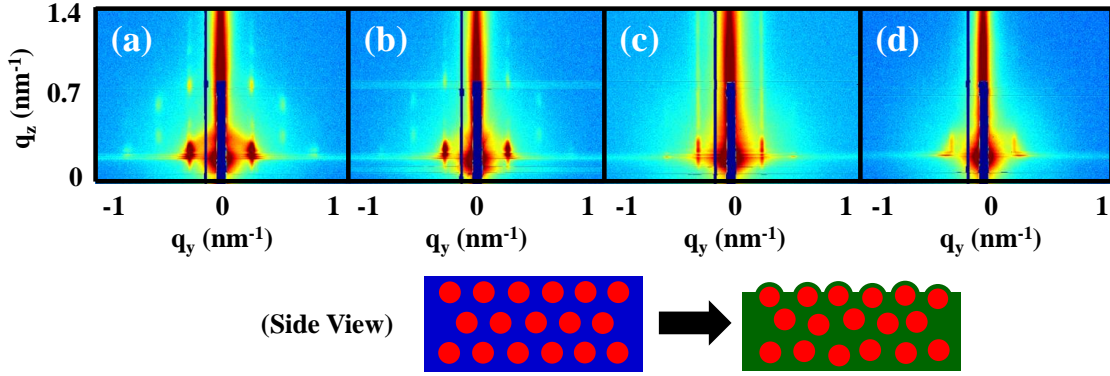 1.4
(a) (b) (c) (d)
0.7
q_z (nm⁻¹)
0
-1 0 1 -1 0 1 -1 0 1 -1 0 1
q_y (nm⁻¹) q_y (nm⁻¹) q_y (nm⁻¹) q_y (nm⁻¹)
(Side View)